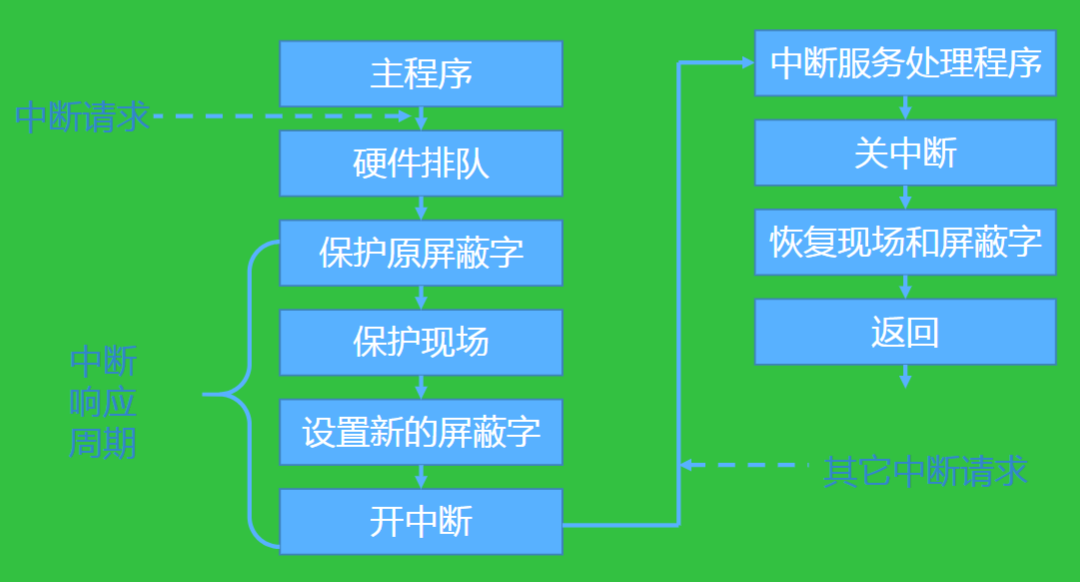 主程序
中断请求
硬件排队
保护原屏蔽字
保护现场
设置新的屏蔽字
开中断
中断
响应
周期
中断服务处理程序
关中断
恢复现场和屏蔽字
返回
其它中断请求